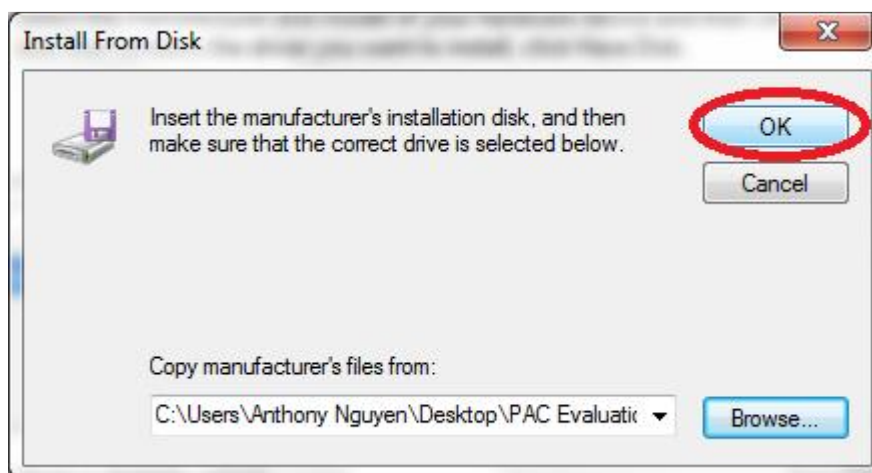 Install From Disk
Insert the manufacturer's installation disk, and then
make sure that the correct drive is selected below.
OK
Cancel
Copy manufacturer's files from:
C:\Users\Anthony Nguyen\Desktop\PAC Evaluatic
Browse...